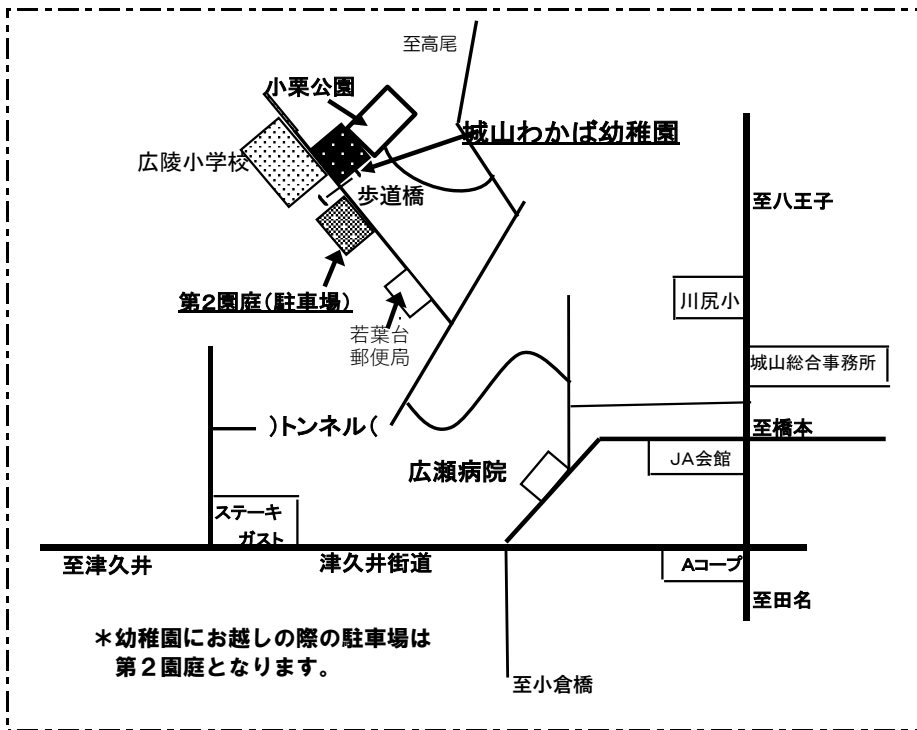 至高尾
小栗公園
城山わかば幼稚園
広陵小学校
歩道橋
至八王子
第2園庭(駐車場)
川尻小
若葉台
郵便局
城山総合事務所
)トンネル(
至橋本
広瀬病院
JA会館
ステーキ
ガスト
至津久井
津久井街道
Aコープ
至田名
*幼稚園にお越しの際の駐車場は
第2園庭となります。
至小倉橋